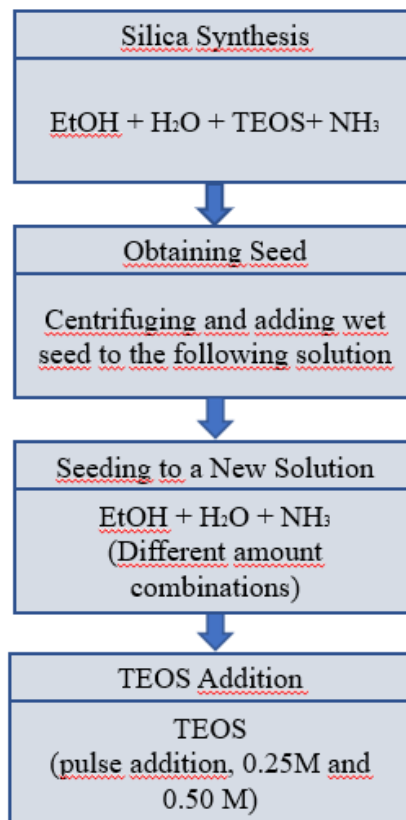 Silica Synthesis
EtOH + H₂O + TEOS+ NH₃
Obtaining Seed
Centrifuging and adding wet
seed to the following solution
Seeding to a New Solution
EtOH + H₂O + NH₃
(Different amount
combinations)
TEOS Addition
TEOS
(pulse addition, 0.25M and
0.50 M)